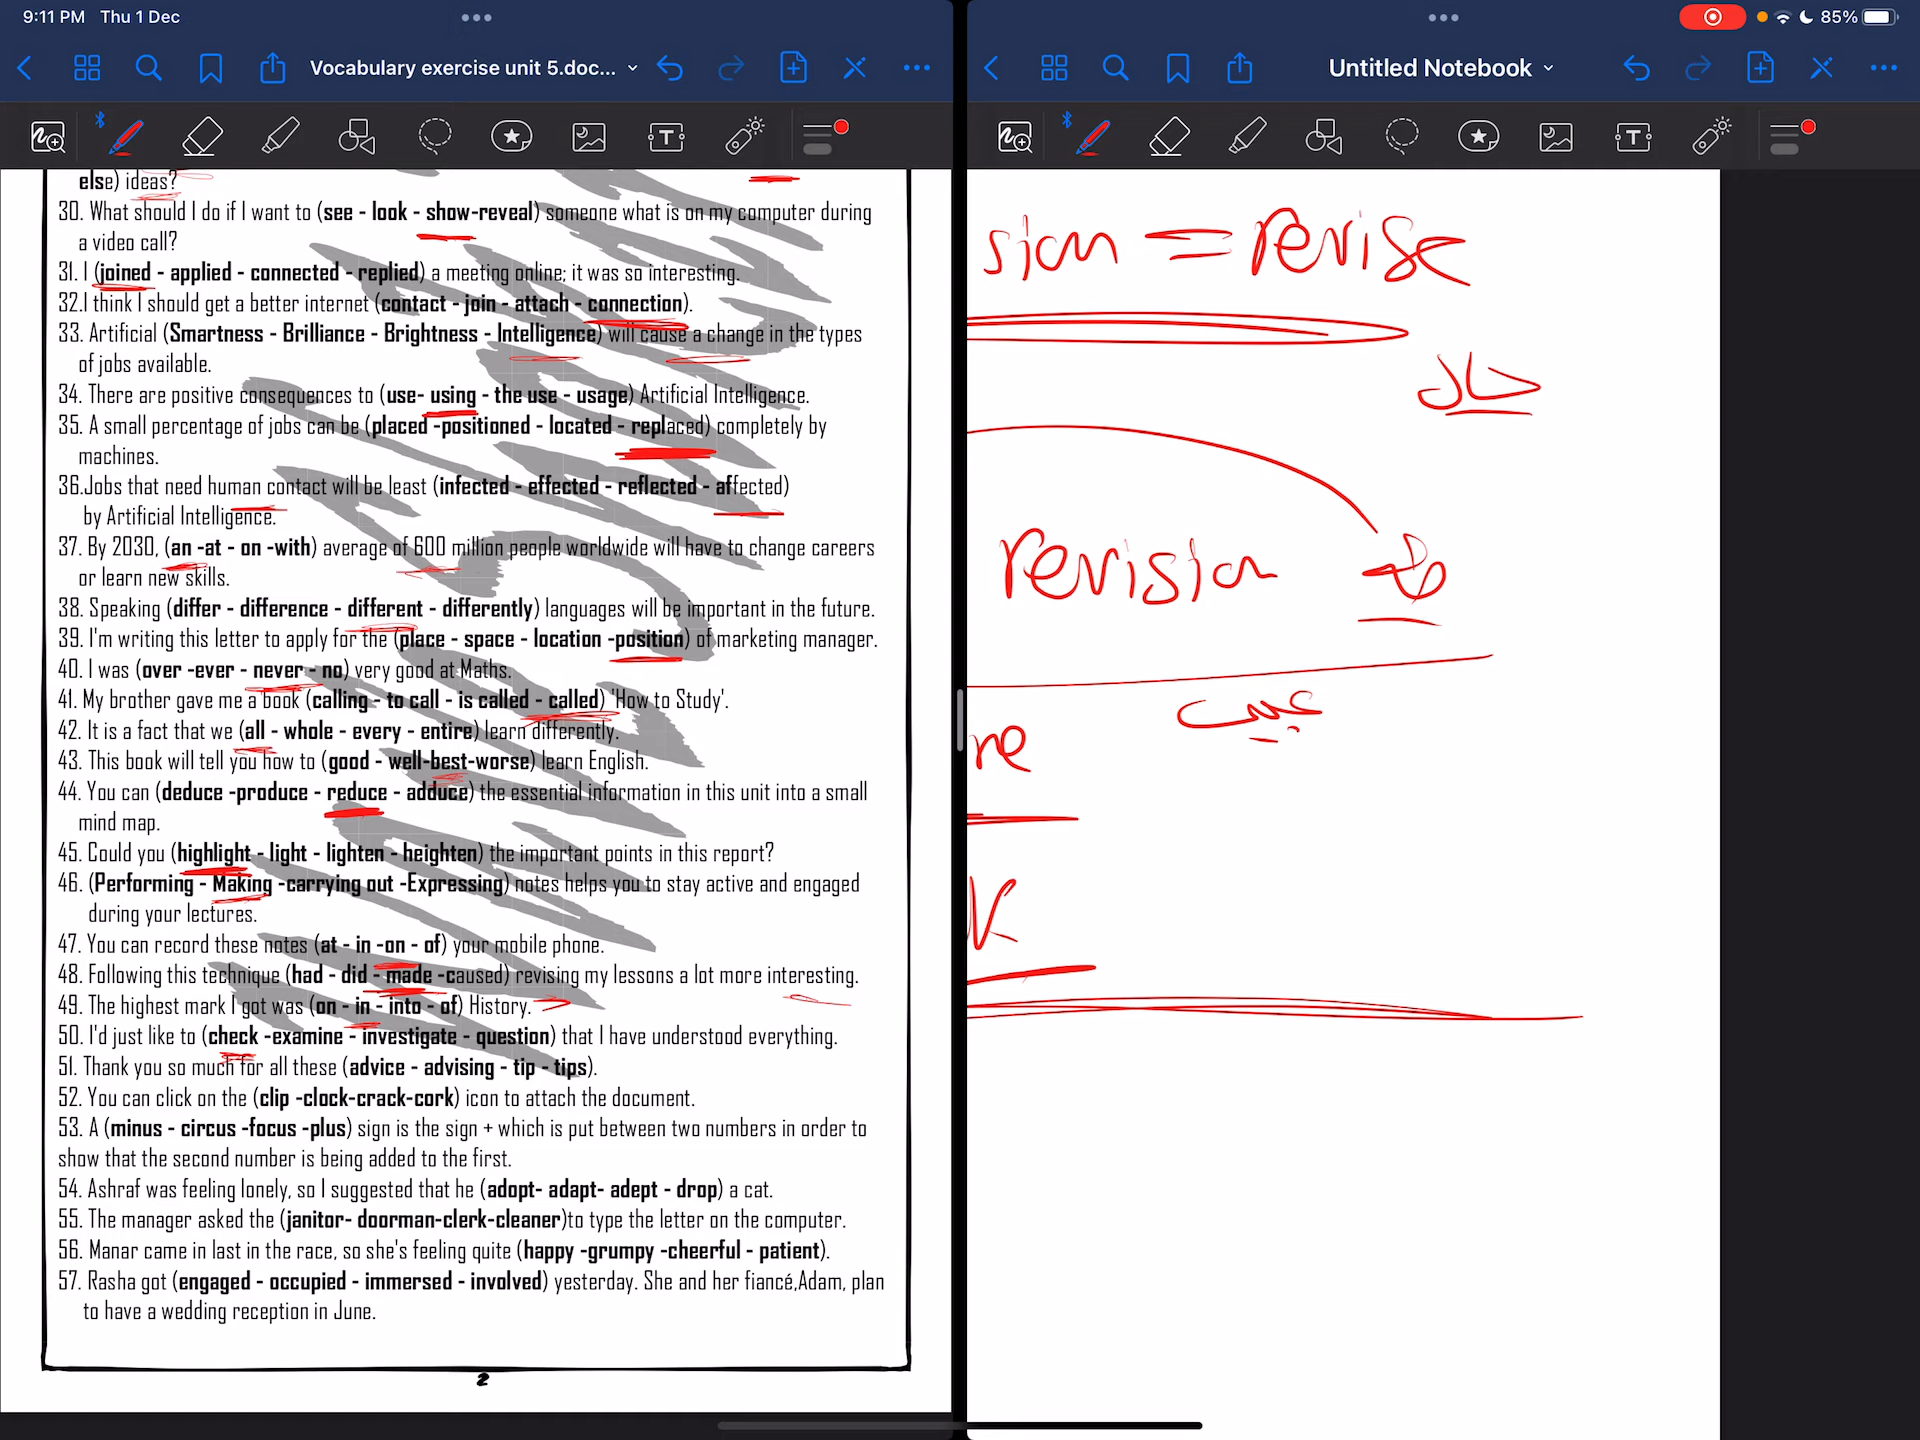 9:11 PM Thu 1 Dec
85%
Vocabulary exercise unit 5.doc...
Untitled Notebook
else) ideas?
30. What should I do if I want to (see - look - show-reveal) someone what is on my computer during
a video call?
31. I (joined - applied - connected - replied) a meeting online; it was so interesting.
32.I think I should get a better internet (contact - join - attach - connection).
33. Artificial (Smartness - Brilliance - Brightness - Intelligence) will cause a change in the types
of jobs available.
34. There are positive consequences to (use- using - the use - usage) Artificial Intelligence.
35. A small percentage of jobs can be (placed -positioned - located - replaced) completely by
machines.
36.Jobs that need human contact will be least (infected - effected - reflected - affected)
by Artificial Intelligence.
37. By 2030, (an -at - on -with) average of 600 million people worldwide will have to change careers
or learn new skills.
38. Speaking (differ - difference - different - differently) languages will be important in the future.
39. I'm writing this letter to apply for the (place - space - location -position) of marketing manager.
40. I was (over -ever - never - no) very good at Maths.
41. My brother gave me a book (calling - to call - is called - called) 'How to Study'.
42. It is a fact that we (all - whole - every - entire) learn differently.
43. This book will tell you how to (good - well-best-worse) learn English.
44. You can (deduce -produce - reduce - adduce) the essential information in this unit into a small
mind map.
45. Could you (highlight - light - lighten - heighten) the important points in this report?
46. (Performing - Making -carrying out -Expressing) notes helps you to stay active and engaged
during your lectures.
47. You can record these notes (at - in -on - of) your mobile phone.
48. Following this technique (had - did - made -caused) revising my lessons a lot more interesting.
49. The highest mark I got was (on - in - into - of) History.
50. I'd just like to (check -examine - investigate - question) that I have understood everything.
51. Thank you so much for all these (advice - advising - tip - tips).
52. You can click on the (clip -clock-crack-cork) icon to attach the document.
53. A (minus - circus -focus -plus) sign is the sign + which is put between two numbers in order to
show that the second number is being added to the first.
54. Ashraf was feeling lonely, so I suggested that he (adopt- adapt- adept - drop) a cat.
55. The manager asked the (janitor- doorman-clerk-cleaner)to type the letter on the computer.
56. Manar came in last in the race, so she's feeling quite (happy -grumpy -cheerful - patient).
57. Rasha got (engaged - occupied - immersed - involved) yesterday. She and her fiancé,Adam, plan
to have a wedding reception in June.
2
sion = revise
revision
re
K